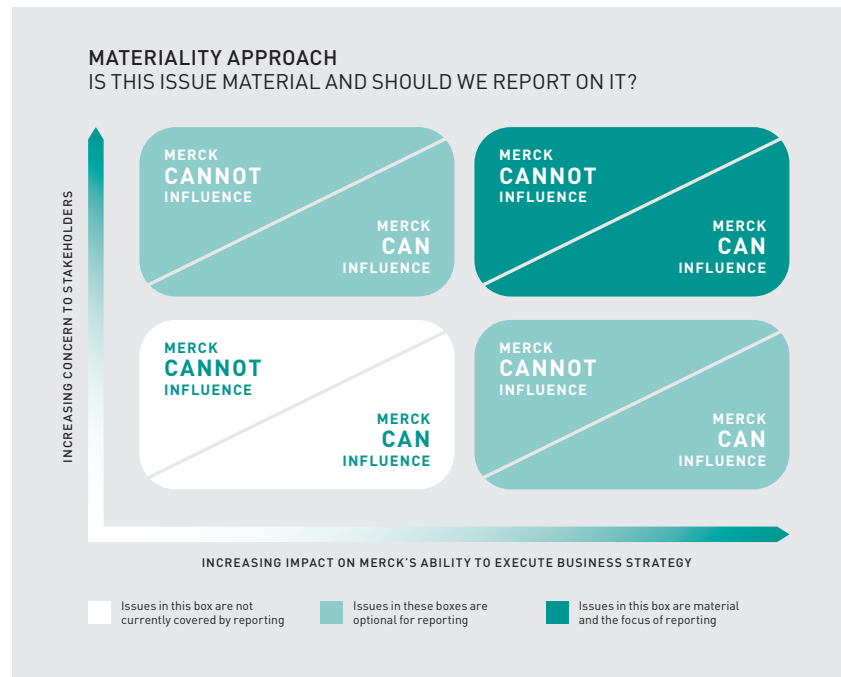 MATERIALITY APPROACH
IS THIS ISSUE MATERIAL AND SHOULD WE REPORT ON IT?
INCREASING CONCERN TO STAKEHOLDERS
MERCK
CANNOT
INFLUENCE
MERCK
CAN
INFLUENCE
MERCK
CANNOT
INFLUENCE
MERCK
CAN
INFLUENCE
MERCK
CANNOT
INFLUENCE
MERCK
CAN
INFLUENCE
MERCK
CANNOT
INFLUENCE
MERCK
CAN
INFLUENCE
INCREASING IMPACT ON MERCK'S ABILITY TO EXECUTE BUSINESS STRATEGY
Issues in this box are not
currently covered by reporting
Issues in these boxes are
optional for reporting
Issues in this box are material
and the focus of reporting